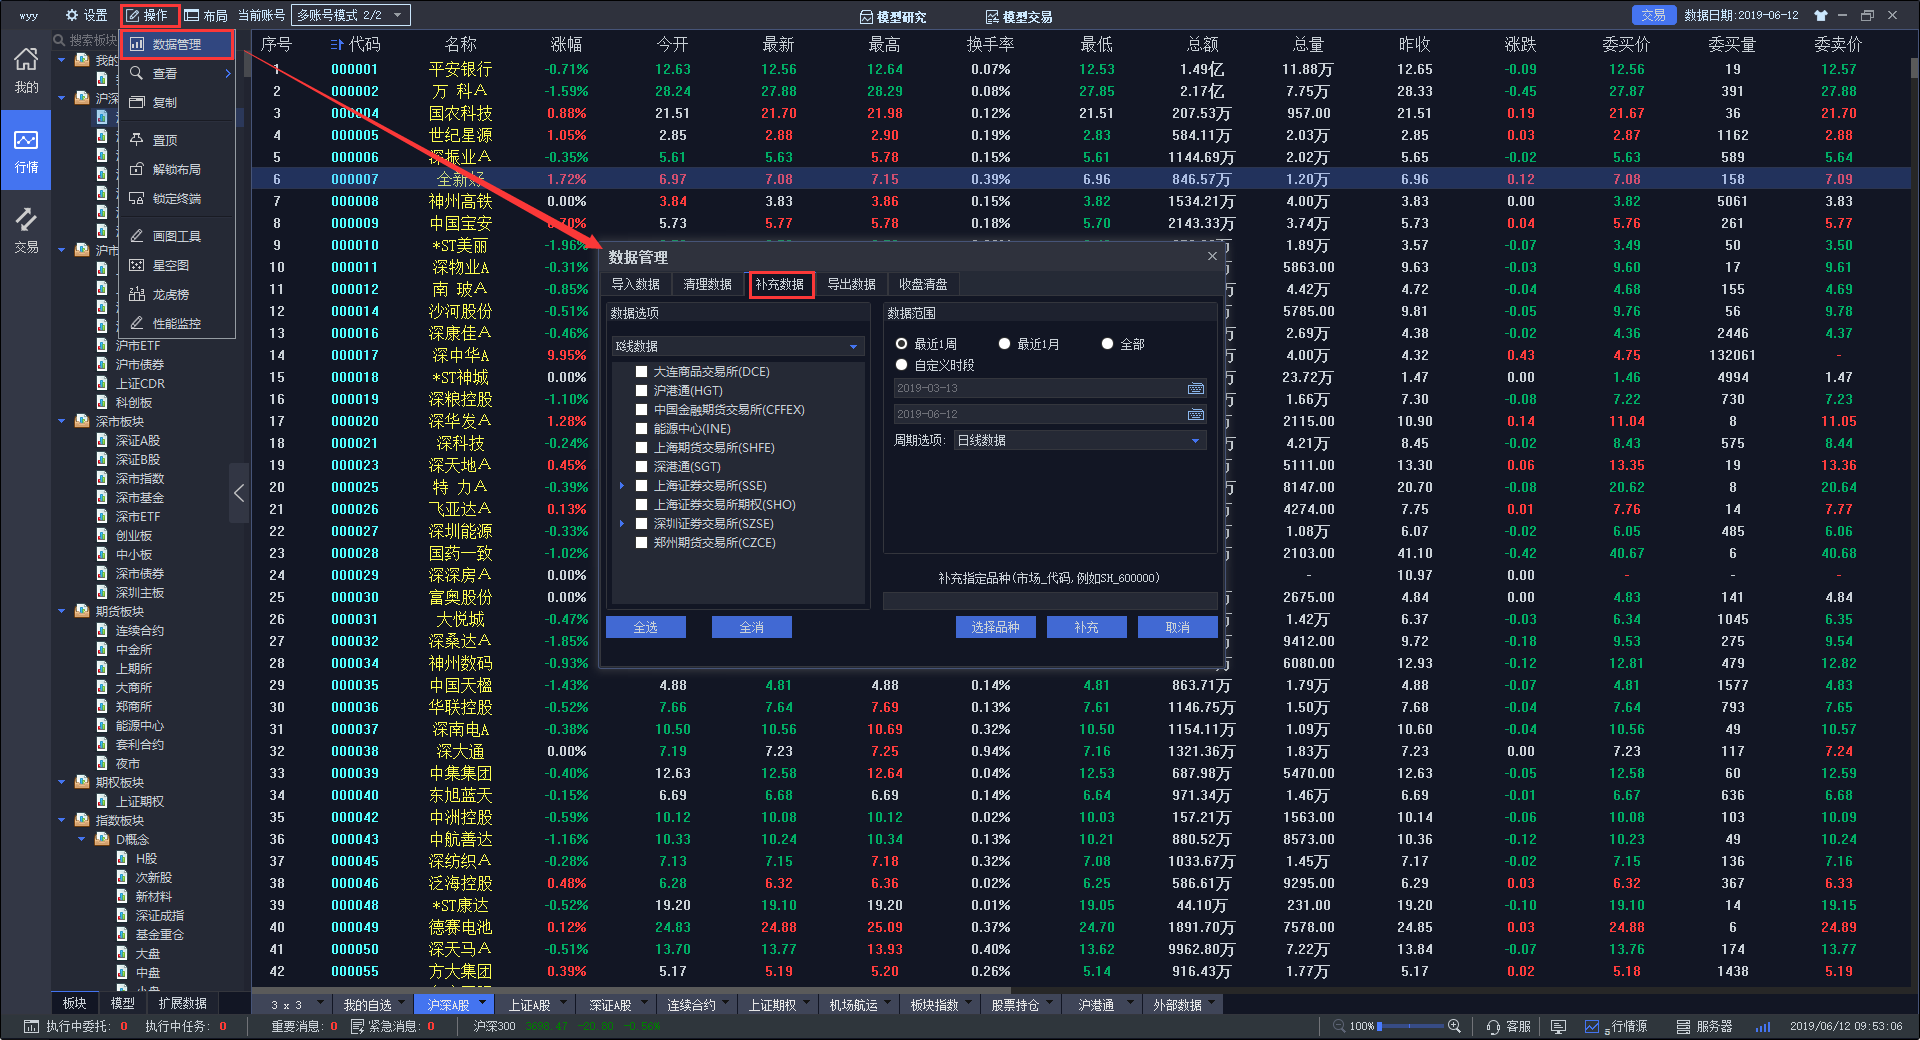 wyy 设置 操作 布局 当前账号 多账号模式 2/2 模型研究 模型交易 交易 数据日期:2019-06-12
我的
行情
交易
搜索板块
数据管理
查看
复制
置顶
解锁布局
锁定终端
画图工具
星空图
龙虎榜
性能监控
沪市ETF
沪市债券
上证CDR
科创板
深市板块
深证A股
深证B股
深市指数
深市基金
深市ETF
创业板
中小板
深市债券
深圳主板
期货板块
连续合约
中金所
上期所
大商所
郑商所
能源中心
套利合约
夜市
期权板块
上证期权
指数板块
D概念
H股
次新股
新材料
深证成指
基金重仓
大盘
中盘
板块 模型 扩展数据
序号 代码 名称 涨幅 今开 最新 最高 换手率 最低 总额 总量 昨收 涨跌 委买价 委买量 委卖价
1 000001 平安银行 -0.71% 12.63 12.56 12.64 0.07% 12.53 1.49亿 11.88万 12.65 -0.09 12.56 19 12.57
2 000002 万 科A -1.59% 28.24 27.88 28.29 0.08% 27.85 2.17亿 7.75万 28.33 -0.45 27.87 391 27.88
3 000004 国农科技 0.88% 21.51 21.70 21.98 0.12% 21.51 207.53万 957.00 21.51 0.19 21.67 36 21.70
4 000005 世纪星源 1.05% 2.85 2.88 2.90 0.19% 2.83 584.11万 2.03万 2.85 0.03 2.87 1162 2.88
5 000006 深振业A -0.35% 5.61 5.63 5.78 0.15% 5.61 1144.69万 2.02万 5.65 -0.02 5.63 589 5.64
6 000007 全新好 1.72% 6.97 7.08 7.15 0.39% 6.96 846.57万 1.20万 6.96 0.12 7.08 158 7.09
7 000008 神州高铁 0.00% 3.84 3.83 3.86 0.15% 3.82 1534.21万 4.00万 3.83 0.00 3.82 5061 3.83
8 000009 中国宝安 0.70% 5.73 5.77 5.78 0.18% 5.70 2143.33万 3.74万 5.73 0.04 5.76 261 5.77
9 000010 *ST美丽 -1.96% 1.89万 3.57 -0.07 3.49 50 3.50
10 000011 深物业A -0.31% 5863.00 9.63 -0.03 9.60 17 9.61
11 000012 南 玻A -0.85% 4.42万 4.72 -0.04 4.68 155 4.69
12 000014 沙河股份 -0.51% 5785.00 9.81 -0.05 9.76 56 9.78
13 000016 深康佳A -0.46% 2.69万 4.38 -0.02 4.36 2446 4.37
14 000017 深中华A 9.95% 4.00万 4.32 0.43 4.75 132061 -
15 000018 *ST神城 0.00% 23.72万 1.47 0.00 1.46 4994 1.47
16 000019 深粮控股 -1.10% 1.66万 7.30 -0.08 7.22 730 7.23
17 000020 深华发A 1.28% 2115.00 10.90 0.14 11.04 8 11.05
18 000021 深科技 -0.24% 4.21万 8.45 -0.02 8.43 575 8.44
19 000023 深天地A 0.45% 5111.00 13.30 0.06 13.35 19 13.36
20 000025 特 力A -0.39% 8147.00 20.70 -0.08 20.62 8 20.64
21 000026 飞亚达A 0.13% 4274.00 7.75 0.01 7.76 14 7.77
22 000027 深圳能源 -0.33% 1.08万 6.07 -0.02 6.05 485 6.06
23 000028 国药一致 -1.02% 2103.00 41.10 -0.42 40.67 6 40.68
24 000029 深深房A 0.00% - 10.97 0.00 - - -
25 000030 富奥股份 0.00% 2675.00 4.84 0.00 4.83 141 4.84
26 000031 大悦城 -0.47% 1.42万 6.37 -0.03 6.34 1045 6.35
27 000032 深桑达A -1.85% 9412.00 9.72 -0.18 9.53 275 9.54
28 000034 神州数码 -0.93% 6080.00 12.93 -0.12 12.81 479 12.82
29 000035 中国天楹 -1.43% 4.88 4.81 4.88 0.14% 4.81 863.71万 1.79万 4.88 -0.07 4.81 1577 4.83
30 000036 华联控股 -0.52% 7.66 7.64 7.69 0.13% 7.61 1146.75万 1.50万 7.68 -0.04 7.64 793 7.65
31 000037 深南电A -0.38% 10.50 10.56 10.69 0.32% 10.50 1154.11万 1.09万 10.60 -0.04 10.56 49 10.57
32 000038 深大通 0.00% 7.19 7.23 7.25 0.94% 7.16 1321.36万 1.83万 7.23 0.00 7.23 117 7.24
33 000039 中集集团 -0.40% 12.63 12.58 12.64 0.04% 12.53 687.98万 5470.00 12.63 -0.05 12.58 60 12.59
34 000040 东旭蓝天 -0.15% 6.69 6.68 6.69 0.14% 6.64 971.34万 1.46万 6.69 -0.01 6.67 636 6.68
35 000042 中洲控股 -0.59% 10.12 10.08 10.12 0.02% 10.03 157.21万 1563.00 10.14 -0.06 10.08 103 10.09
36 000043 中航善达 -1.16% 10.33 10.24 10.34 0.13% 10.21 880.52万 8573.00 10.36 -0.12 10.23 49 10.24
37 000045 深纺织A -0.28% 7.13 7.15 7.18 0.32% 7.08 1033.67万 1.45万 7.17 -0.02 7.15 136 7.16
38 000046 泛海控股 0.48% 6.28 6.32 6.36 0.02% 6.25 586.61万 9295.00 6.29 0.03 6.32 367 6.33
39 000048 *ST康达 -0.52% 19.20 19.10 19.20 0.01% 19.05 44.10万 231.00 19.20 -0.10 19.10 14 19.15
40 000049 德赛电池 0.12% 24.83 24.88 25.09 0.37% 24.70 1891.70万 7578.00 24.85 0.03 24.88 6 24.89
41 000050 深天马A -0.51% 13.70 13.77 13.93 0.40% 13.62 9962.80万 7.22万 13.84 -0.07 13.76 174 13.77
42 000055 方大集团 0.39% 5.17 5.19 5.20 0.26% 5.14 916.43万 1.77万 5.17 0.02 5.18 1438 5.19
数据管理
导入数据 清理数据 补充数据 导出数据 收盘清盘
数据选项
K线数据
大连商品交易所(DCE)
沪港通(HGT)
中国金融期货交易所(CFFEX)
能源中心(INE)
上海期货交易所(SHFE)
深港通(SGT)
上海证券交易所(SSE)
上海证券交易所期权(SHO)
深圳证券交易所(SZSE)
郑州期货交易所(CZCE)
数据范围
最近1周 最近1月 全部
自定义时段
2019-03-13
2019-06-12
周期选项: 日线数据
补充指定品种(市场_代码,例如SH_600000)
全选 全消 选择品种 补充 取消
3 x 3 我的自选 沪深A股 上证A股 深证A股 连续合约 上证期权 机场航运 板块指数 股票持仓 沪港通 外部数据
执行中委托: 0 执行中任务: 0 重要消息: 0 紧急消息: 0 沪深300 3698.47 -20.80 -0.56% 100% 客服 行情源 服务器 2019/06/12 09:53:06